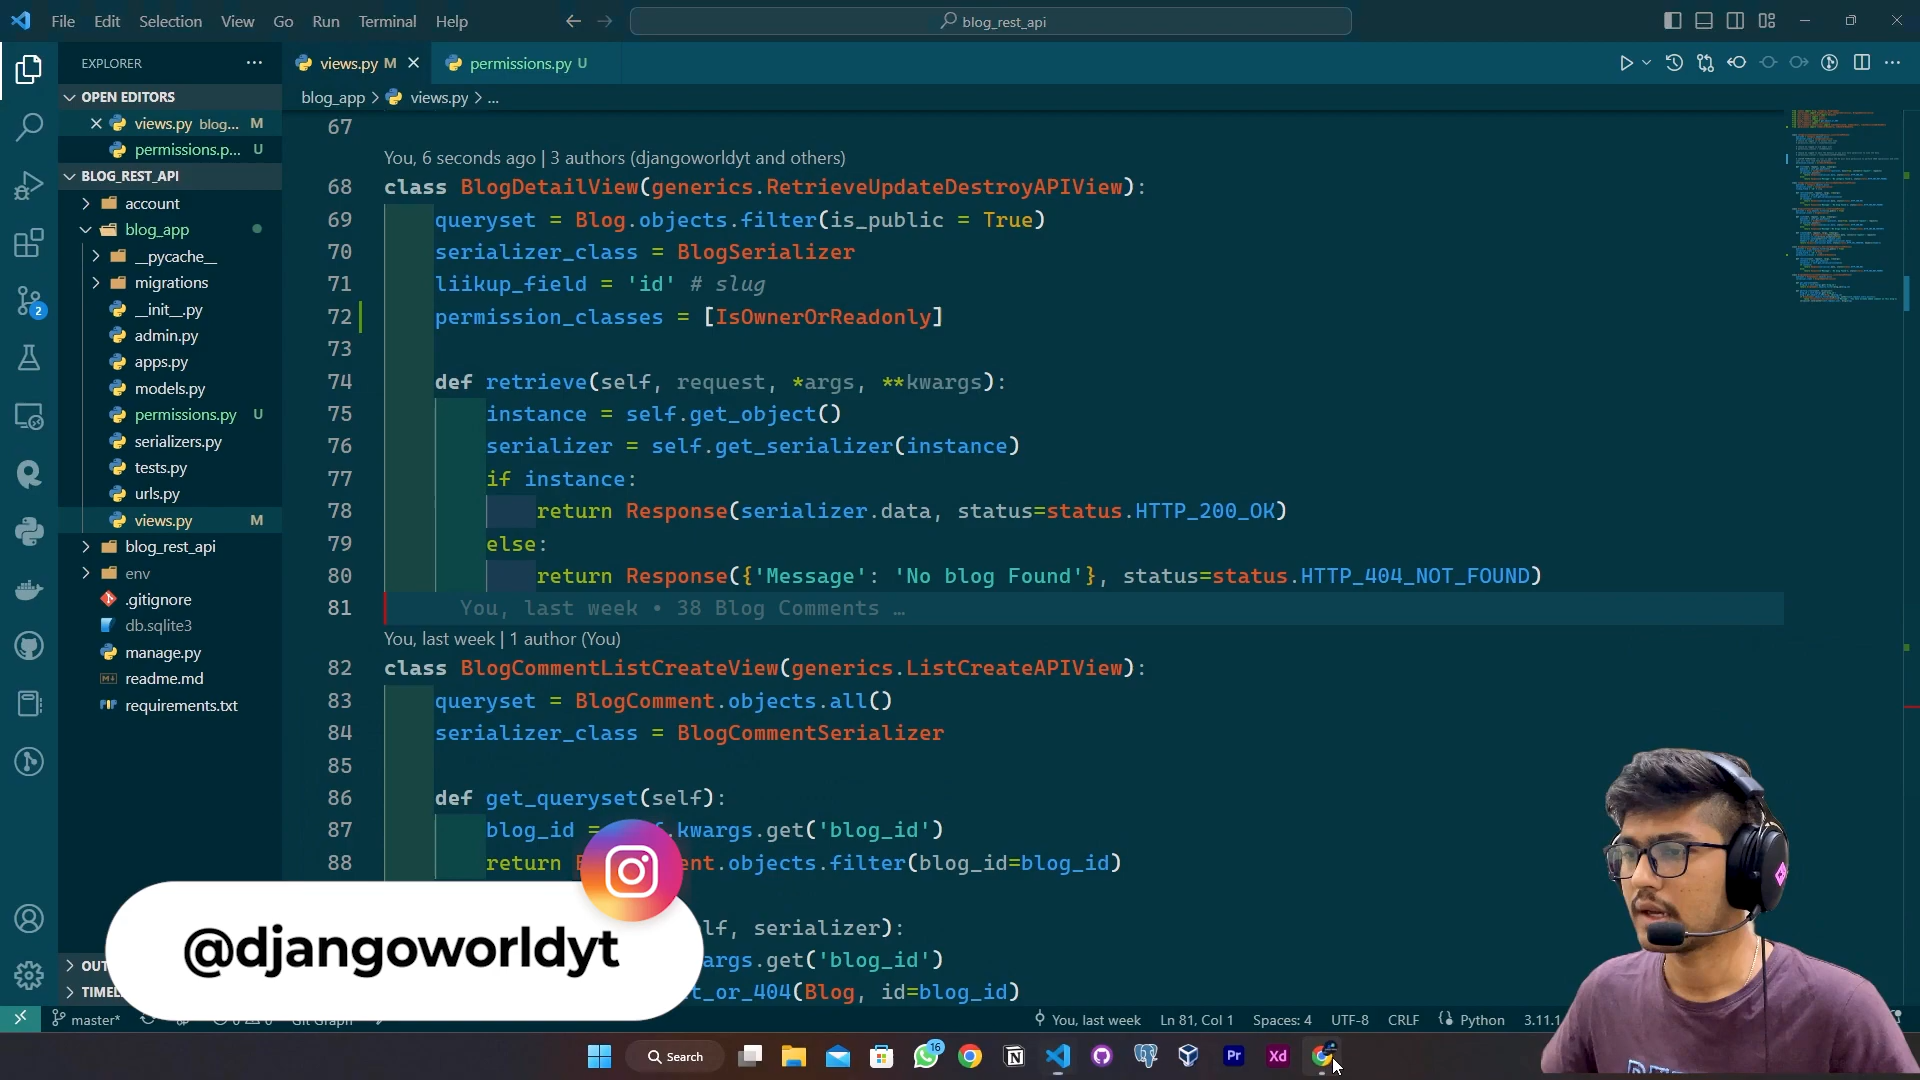 File Edit Selection View Go Run Terminal Help
blog_rest_api
EXPLORER
views.py M
permissions.py U
OPEN EDITORS
blog_app > views.py > ...
views.py blog... M
permissions.p... U
BLOG_REST_API
account
blog_app
__pycache__
migrations
__init__.py
admin.py
apps.py
models.py
permissions.py U
serializers.py
tests.py
urls.py
views.py M
blog_rest_api
env
.gitignore
db.sqlite3
manage.py
readme.md
requirements.txt
2
67
You, 6 seconds ago | 3 authors (djangoworldyt and others)
68 class BlogDetailView(generics.RetrieveUpdateDestroyAPIView):
69 queryset = Blog.objects.filter(is_public = True)
70 serializer_class = BlogSerializer
71 liikup_field = 'id' # slug
72 permission_classes = [IsOwnerOrReadonly]
73
74 def retrieve(self, request, *args, **kwargs):
75 instance = self.get_object()
76 serializer = self.get_serializer(instance)
77 if instance:
78 return Response(serializer.data, status=status.HTTP_200_OK)
79 else:
80 return Response({'Message': 'No blog Found'}, status=status.HTTP_404_NOT_FOUND)
81 You, last week • 38 Blog Comments …
You, last week | 1 author (You)
82 class BlogCommentListCreateView(generics.ListCreateAPIView):
83 queryset = BlogComment.objects.all()
84 serializer_class = BlogCommentSerializer
85
86 def get_queryset(self):
87 blog_id = .kwargs.get('blog_id')
88 return ent.objects.filter(blog_id=blog_id)
lf, serializer):
args.get('blog_id')
t_or_404(Blog, id=blog_id)
@djangoworldyt
OUT
TIMEL
master*
Git Graph
You, last week Ln 81, Col 1 Spaces: 4 UTF-8 CRLF Python 3.11.1
Search
16
Pr
Xd